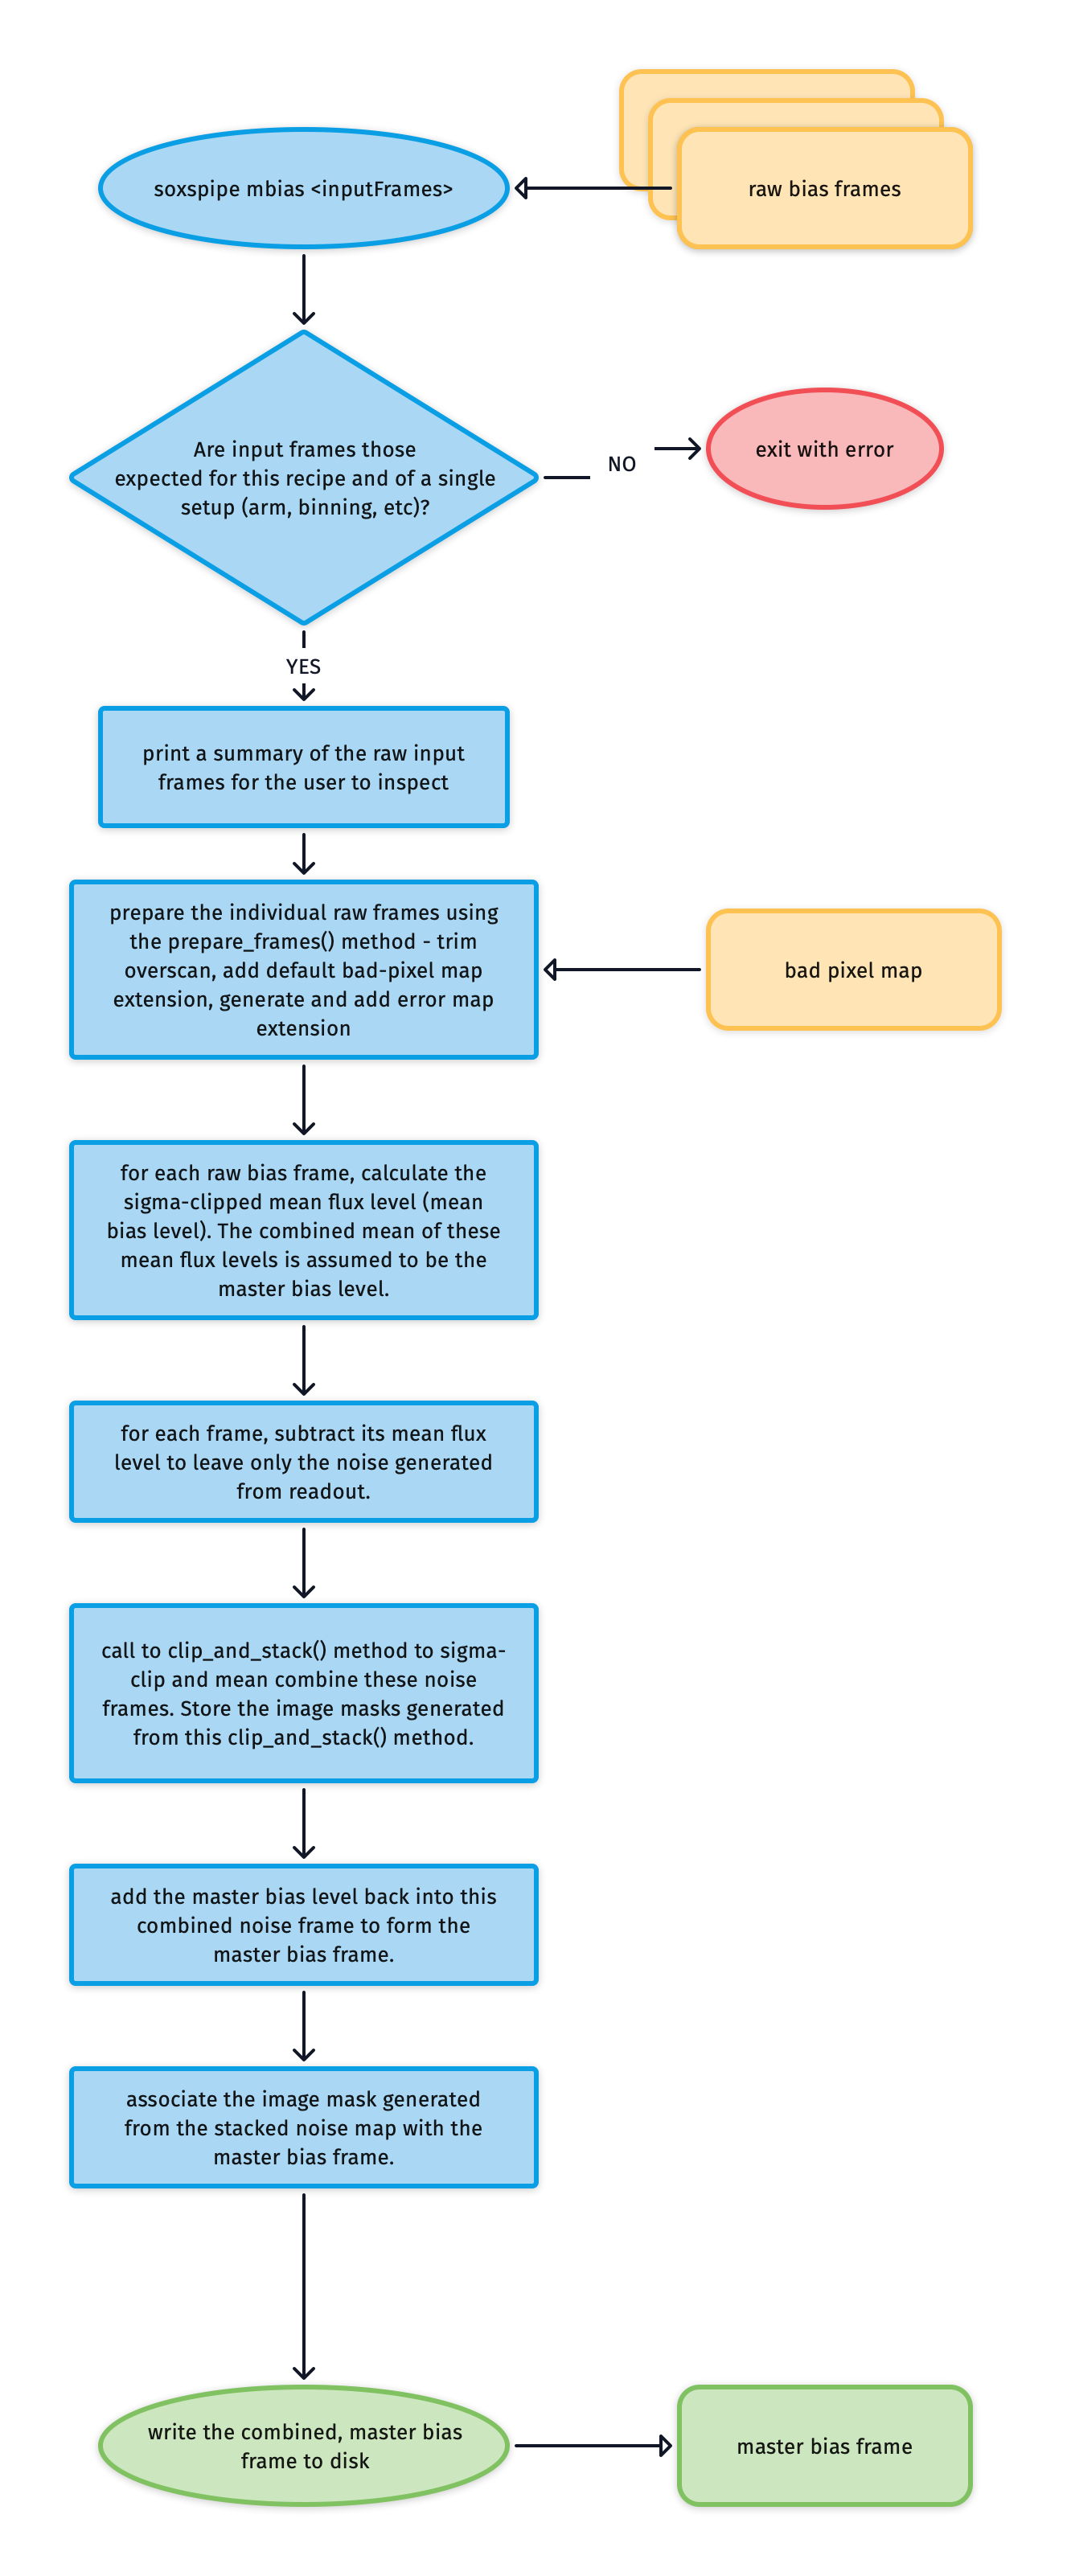 soxspipe mbias <inputFrames>
raw bias frames
Are input frames those
expected for this recipe and of a single
setup (arm, binning, etc)?
NO
exit with error
YES
print a summary of the raw input
frames for the user to inspect
prepare the individual raw frames using
the prepare_frames() method - trim
overscan, add default bad-pixel map
extension, generate and add error map
extension
bad pixel map
for each raw bias frame, calculate the
sigma-clipped mean flux level (mean
bias level). The combined mean of these
mean flux levels is assumed to be the
master bias level.
for each frame, subtract its mean flux
level to leave only the noise generated
from readout.
call to clip_and_stack() method to sigma-
clip and mean combine these noise
frames. Store the image masks generated
from this clip_and_stack() method.
add the master bias level back into this
combined noise frame to form the
master bias frame.
associate the image mask generated
from the stacked noise map with the
master bias frame.
write the combined, master bias
frame to disk
master bias frame